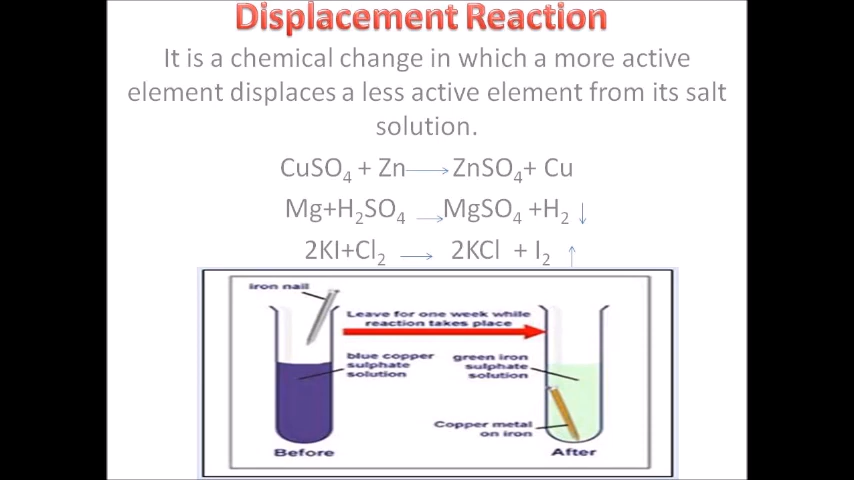 Displacement Reaction
It is a chemical change in which a more active
element displaces a less active element from its salt
solution.
CuSO₄ + Zn → ZnSO₄+ Cu
Mg+H₂SO₄ → MgSO₄ +H₂ ↓
2KI+Cl₂ → 2KCl + I₂ ↑
Iron nail
Leave for one week while
reaction takes place
blue copper
sulphate
solution
green iron
sulphate
solution
Copper metal
on iron
Before
After